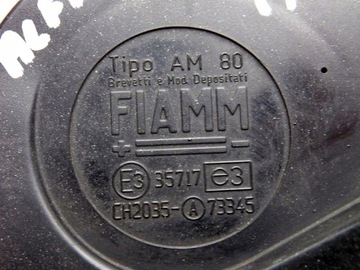 Tipo AM 80
Brevetti e Mod. Depositati
FIAMM
+ -
E3 35717 e3
CH2035-A 73345